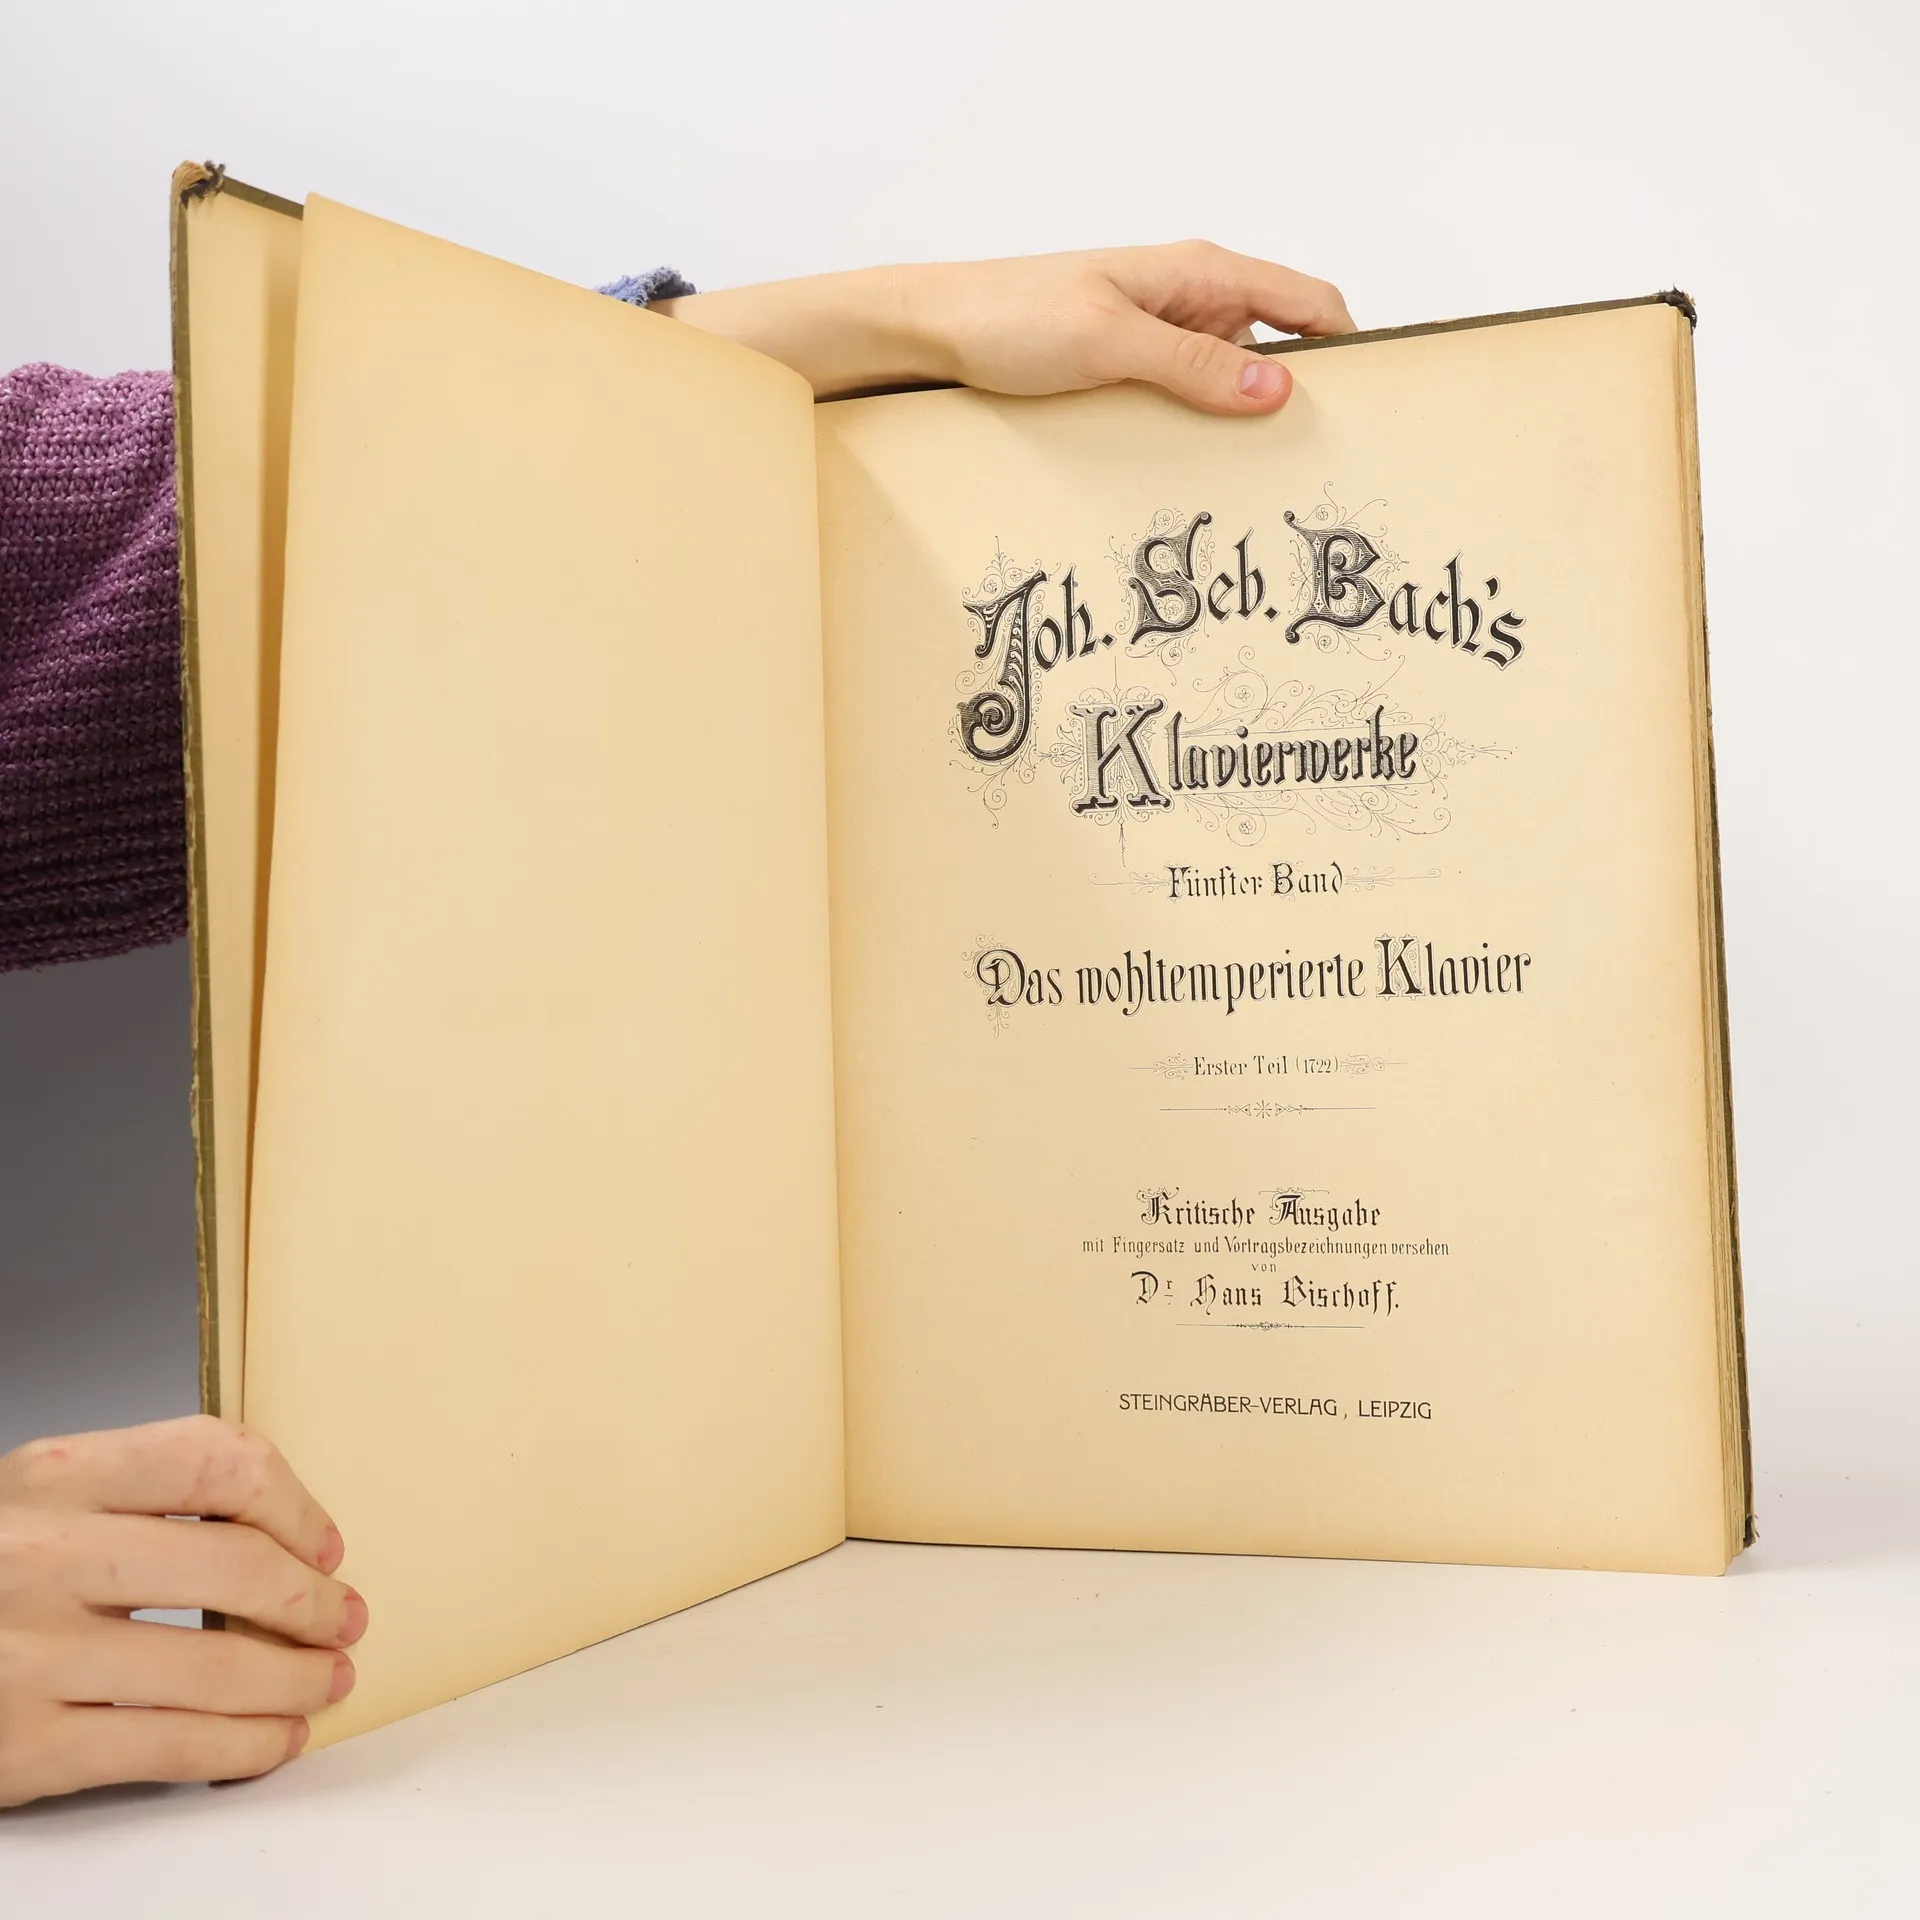 Joh. Seb. Bach's
Klavierwerke
Fünfter Band
Das wohltemperierte Klavier
Erster Teil (1722)
Kritische Ausgabe
mit Fingersatz und Vortragsbezeichnungen versehen
von
Dr. Hans Bischoff.
STEINGRÄBER-VERLAG, LEIPZIG